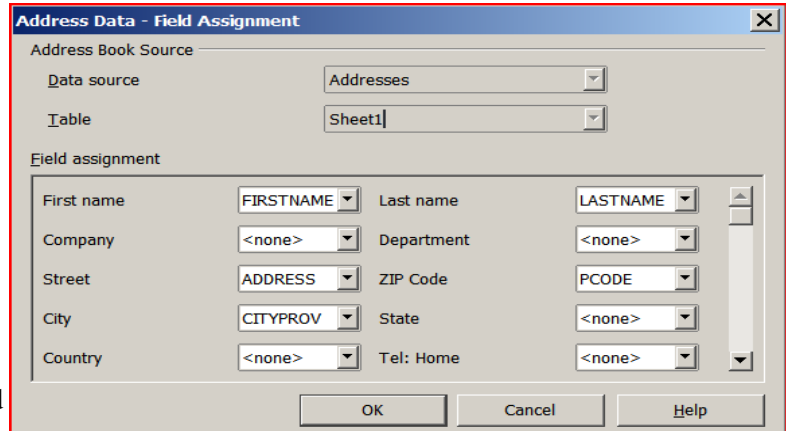 Address Data - Field Assignment
Address Book Source
Data source Addresses
Table Sheet1
Field assignment
First name FIRSTNAME Last name LASTNAME
Company <none> Department <none>
Street ADDRESS ZIP Code PCODE
City CITYPROV State <none>
Country <none> Tel: Home <none>
OK Cancel Help